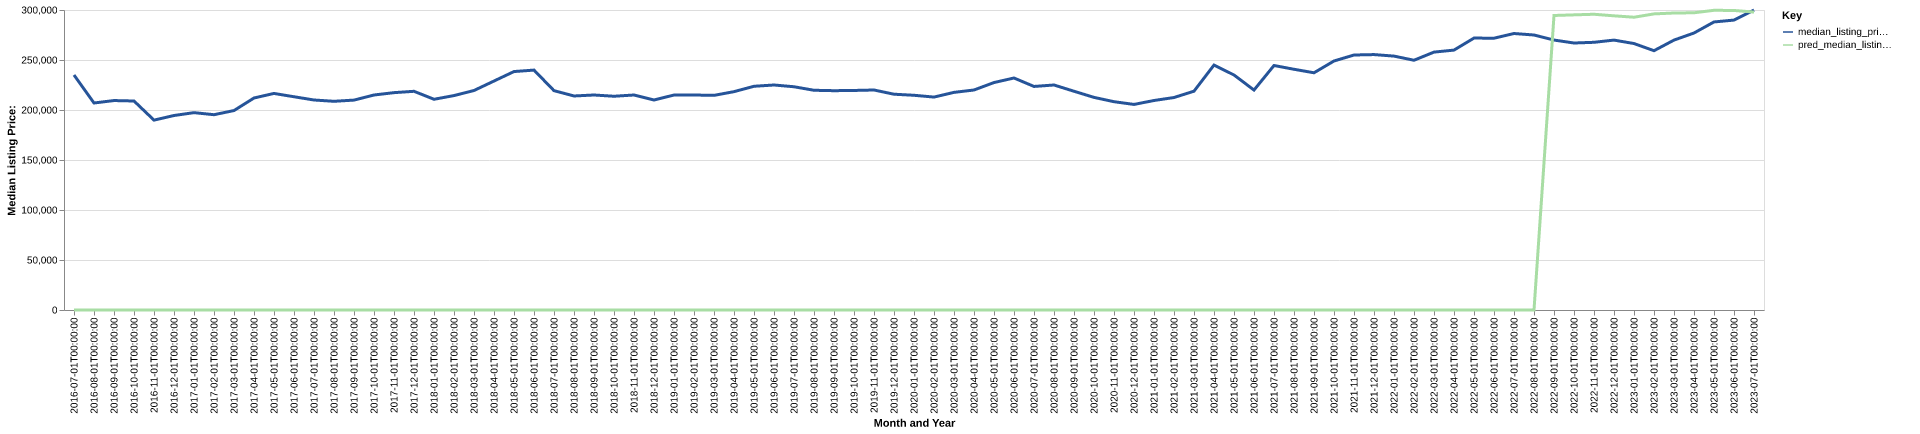 300,000
250,000
200,000
150,000
100,000
50,000
0
Median Listing Price:
2016-07-01T00:00:00
2016-08-01T00:00:00
2016-09-01T00:00:00
2016-10-01T00:00:00
2016-11-01T00:00:00
2016-12-01T00:00:00
2017-01-01T00:00:00
2017-02-01T00:00:00
2017-03-01T00:00:00
2017-04-01T00:00:00
2017-05-01T00:00:00
2017-06-01T00:00:00
2017-07-01T00:00:00
2017-08-01T00:00:00
2017-09-01T00:00:00
2017-10-01T00:00:00
2017-11-01T00:00:00
2017-12-01T00:00:00
2018-01-01T00:00:00
2018-02-01T00:00:00
2018-03-01T00:00:00
2018-04-01T00:00:00
2018-05-01T00:00:00
2018-06-01T00:00:00
2018-07-01T00:00:00
2018-08-01T00:00:00
2018-09-01T00:00:00
2018-10-01T00:00:00
2018-11-01T00:00:00
2018-12-01T00:00:00
2019-01-01T00:00:00
2019-02-01T00:00:00
2019-03-01T00:00:00
2019-04-01T00:00:00
2019-05-01T00:00:00
2019-06-01T00:00:00
2019-07-01T00:00:00
2019-08-01T00:00:00
2019-09-01T00:00:00
2019-10-01T00:00:00
2019-11-01T00:00:00
2019-12-01T00:00:00
2020-01-01T00:00:00
2020-02-01T00:00:00
2020-03-01T00:00:00
2020-04-01T00:00:00
2020-05-01T00:00:00
2020-06-01T00:00:00
2020-07-01T00:00:00
2020-08-01T00:00:00
2020-09-01T00:00:00
2020-10-01T00:00:00
2020-11-01T00:00:00
2020-12-01T00:00:00
2021-01-01T00:00:00
2021-02-01T00:00:00
2021-03-01T00:00:00
2021-04-01T00:00:00
2021-05-01T00:00:00
2021-06-01T00:00:00
2021-07-01T00:00:00
2021-08-01T00:00:00
2021-09-01T00:00:00
2021-10-01T00:00:00
2021-11-01T00:00:00
2021-12-01T00:00:00
2022-01-01T00:00:00
2022-02-01T00:00:00
2022-03-01T00:00:00
2022-04-01T00:00:00
2022-05-01T00:00:00
2022-06-01T00:00:00
2022-07-01T00:00:00
2022-08-01T00:00:00
2022-09-01T00:00:00
2022-10-01T00:00:00
2022-11-01T00:00:00
2022-12-01T00:00:00
2023-01-01T00:00:00
2023-02-01T00:00:00
2023-03-01T00:00:00
2023-04-01T00:00:00
2023-05-01T00:00:00
2023-06-01T00:00:00
2023-07-01T00:00:00
Month and Year
Key
median_listing_pri…
pred_median_listin…